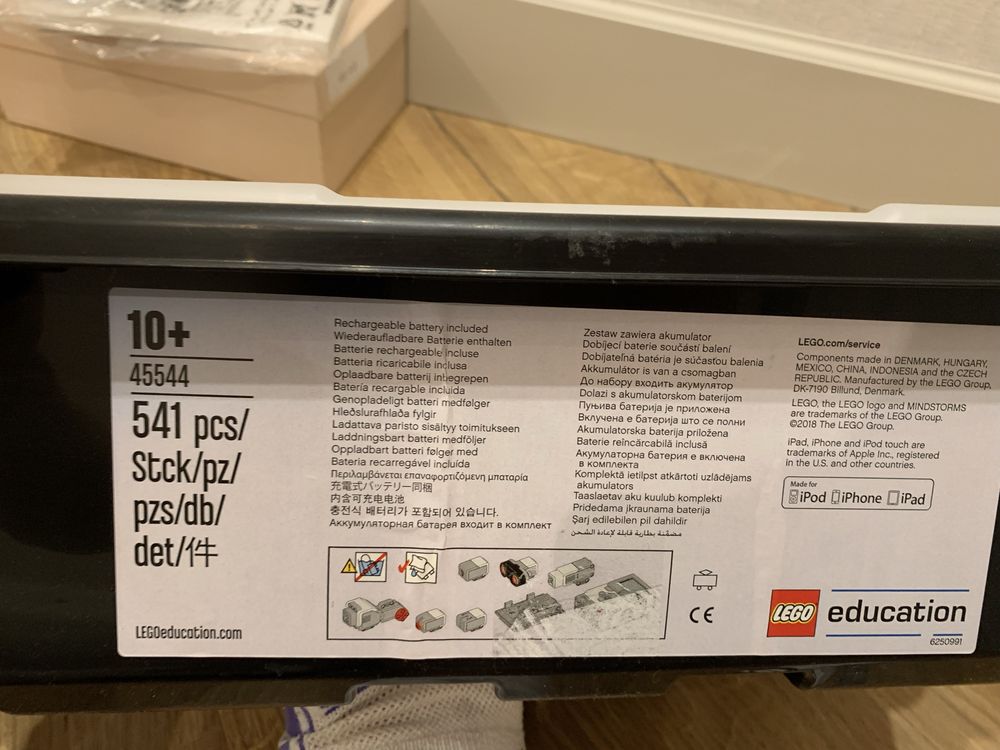 10+
45544
541 pcs/
Stck/pz/
pzs/db/
det/件
LEGOeducation.com
Rechargeable battery included
Wiederaufladbare Batterie enthalten
Batterie rechargeable incluse
Batteria ricaricabile inclusa
Oplaadbare batterij inbegrepen
Batería recargable incluida
Genopladeligt batteri medfølger
Hleðslurafhlaða fylgir
Ladattava paristo sisältyy toimitukseen
Laddningsbart batteri medföljer
Oppladbart batteri følger med
Bateria recarregável incluída
Περιλαμβάνεται επαναφορτιζόμενη μπαταρία
充電式バッテリー同梱
内含可充电电池
충전식 배터리가 포함되어 있습니다.
Аккумуляторная батарея входит в комплект
Zestaw zawiera akumulator
Dobíjecí baterie součástí balení
Dobíjateľná batéria je súčasťou balenia
Akkumulátor is van a csomagban
До набору входить акумулятор
Dolazi s akumulatorskom baterijom
Пуњива батерија је приложена
Вклучена е батерија што се полни
Akumulatorska baterija priložena
Baterie reîncărcabilă inclusă
Акумулаторна батерия е включена
в комплекта
Komplektā ietilpst atkārtoti uzlādējams
akumulators
Taaslaetav aku kuulub komplekti
Pridedama įkraunama baterija
Şarj edilebilen pil dahildir
مضمّنة بطارية قابلة لإعادة الشحن
LEGO.com/service
Components made in DENMARK, HUNGARY,
MEXICO, CHINA, INDONESIA and the CZECH
REPUBLIC. Manufactured by the LEGO Group,
DK-7190 Billund, Denmark.
LEGO, the LEGO logo and MINDSTORMS
are trademarks of the LEGO Group.
©2018 The LEGO Group.
iPad, iPhone and iPod touch are
trademarks of Apple Inc., registered
in the U.S. and other countries.
Made for
iPod iPhone iPad
CE
LEGO education
6250991